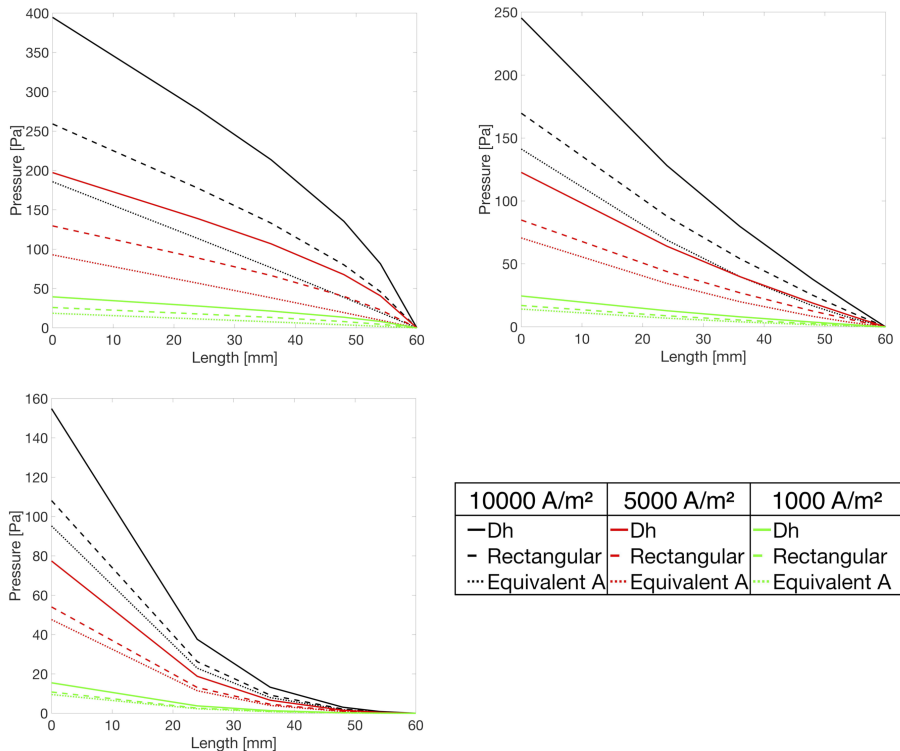 400
350
300
250
200
150
100
50
0
Pressure [Pa]
0 10 20 30 40 50 60
Length [mm]
250
200
150
100
50
0
Pressure [Pa]
0 10 20 30 40 50 60
Length [mm]
160
140
120
100
80
60
40
20
0
Pressure [Pa]
0 10 20 30 40 50 60
Length [mm]
10000 A/m² 5000 A/m² 1000 A/m²
Dh Dh Dh
Rectangular Rectangular Rectangular
Equivalent A Equivalent A Equivalent A